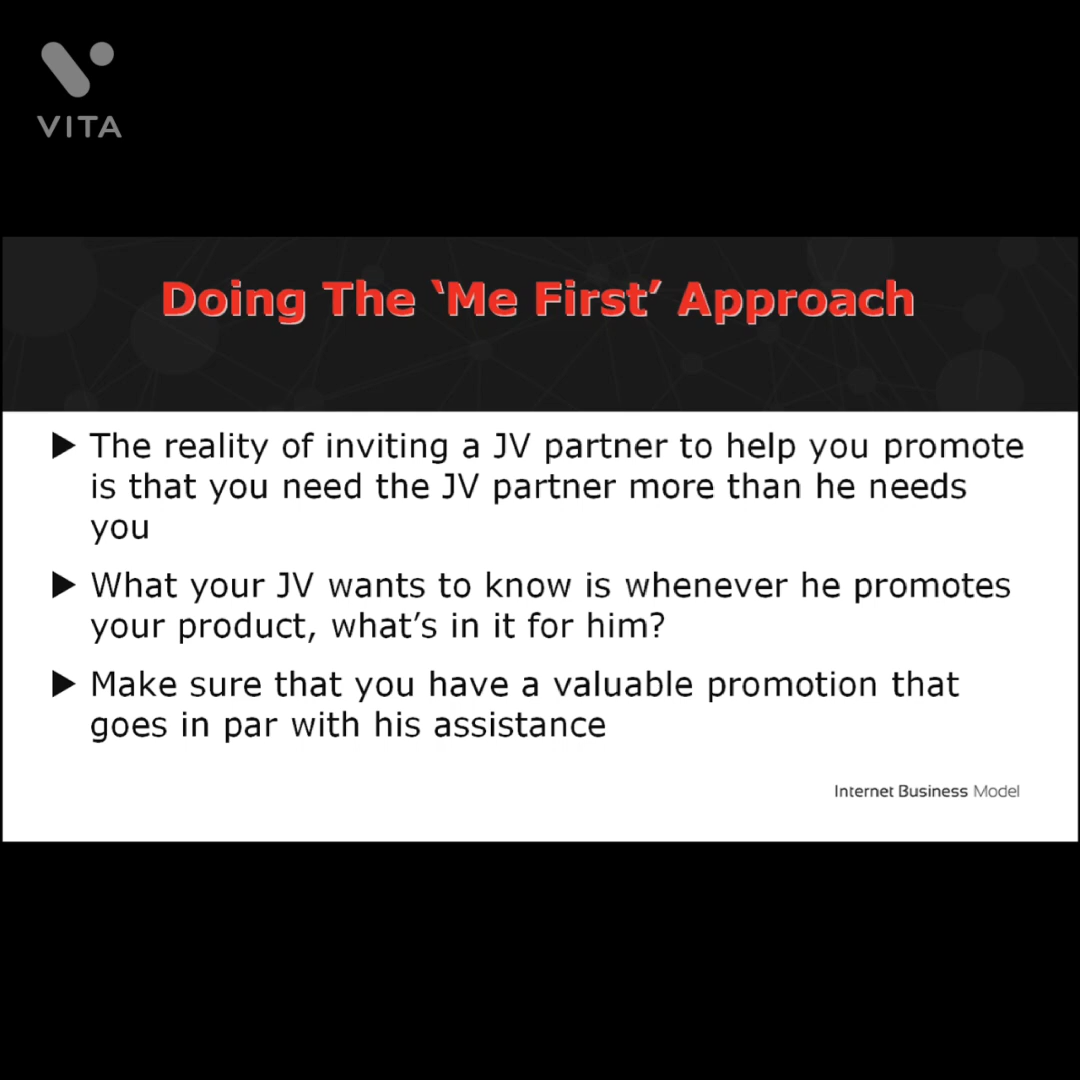 VITA
Doing The ‘Me First’ Approach
▶ The reality of inviting a JV partner to help you promote
is that you need the JV partner more than he needs
you
▶ What your JV wants to know is whenever he promotes
your product, what’s in it for him?
▶ Make sure that you have a valuable promotion that
goes in par with his assistance
Internet Business Model